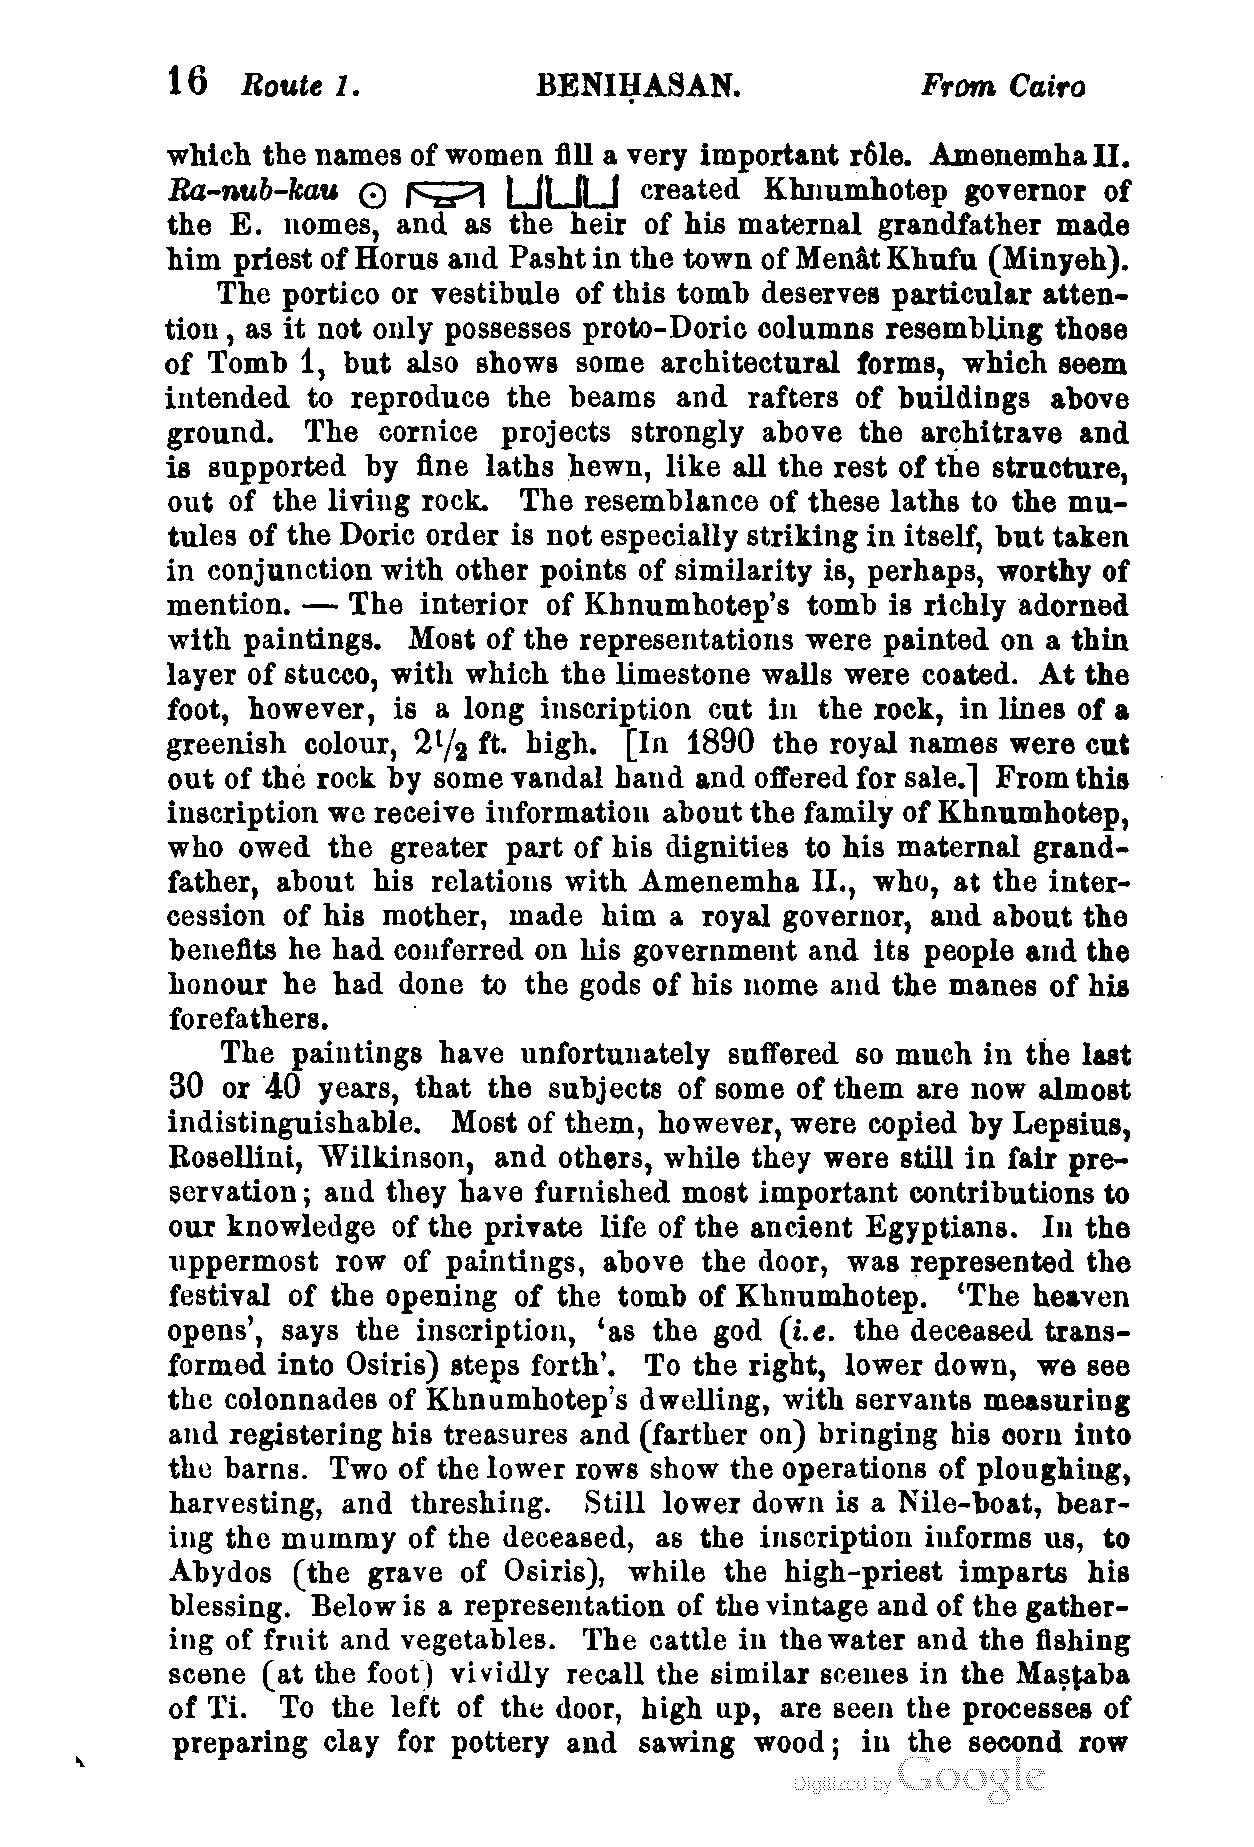 16 Route 1. BENIḤASAN. From Cairo
which the names of women fill a very important rôle. Amenemha II.
Ra-nub-kau created Khnumhotep governor of
the E. nomes, and as the heir of his maternal grandfather made
him priest of Horus and Pasht in the town of Menât Khufu (Minyeh).
The portico or vestibule of this tomb deserves particular atten-
tion, as it not only possesses proto-Doric columns resembling those
of Tomb 1, but also shows some architectural forms, which seem
intended to reproduce the beams and rafters of buildings above
ground. The cornice projects strongly above the architrave and
is supported by fine laths hewn, like all the rest of the structure,
out of the living rock. The resemblance of these laths to the mu-
tules of the Doric order is not especially striking in itself, but taken
in conjunction with other points of similarity is, perhaps, worthy of
mention. — The interior of Khnumhotep's tomb is richly adorned
with paintings. Most of the representations were painted on a thin
layer of stucco, with which the limestone walls were coated. At the
foot, however, is a long inscription cut in the rock, in lines of a
greenish colour, 2 1/2 ft. high. [In 1890 the royal names were cut
out of the rock by some vandal hand and offered for sale.] From this
inscription we receive information about the family of Khnumhotep,
who owed the greater part of his dignities to his maternal grand-
father, about his relations with Amenemha II., who, at the inter-
cession of his mother, made him a royal governor, and about the
benefits he had conferred on his government and its people and the
honour he had done to the gods of his nome and the manes of his
forefathers.
The paintings have unfortunately suffered so much in the last
30 or 40 years, that the subjects of some of them are now almost
indistinguishable. Most of them, however, were copied by Lepsius,
Rosellini, Wilkinson, and others, while they were still in fair pre-
servation; and they have furnished most important contributions to
our knowledge of the private life of the ancient Egyptians. In the
uppermost row of paintings, above the door, was represented the
festival of the opening of the tomb of Khnumhotep. 'The heaven
opens', says the inscription, 'as the god (i.e. the deceased trans-
formed into Osiris) steps forth'. To the right, lower down, we see
the colonnades of Khnumhotep's dwelling, with servants measuring
and registering his treasures and (farther on) bringing his corn into
the barns. Two of the lower rows show the operations of ploughing,
harvesting, and threshing. Still lower down is a Nile-boat, bear-
ing the mummy of the deceased, as the inscription informs us, to
Abydos (the grave of Osiris), while the high-priest imparts his
blessing. Below is a representation of the vintage and of the gather-
ing of fruit and vegetables. The cattle in the water and the fishing
scene (at the foot) vividly recall the similar scenes in the Maṣṭaba
of Ti. To the left of the door, high up, are seen the processes of
preparing clay for pottery and sawing wood; in the second row
Digitized by Google